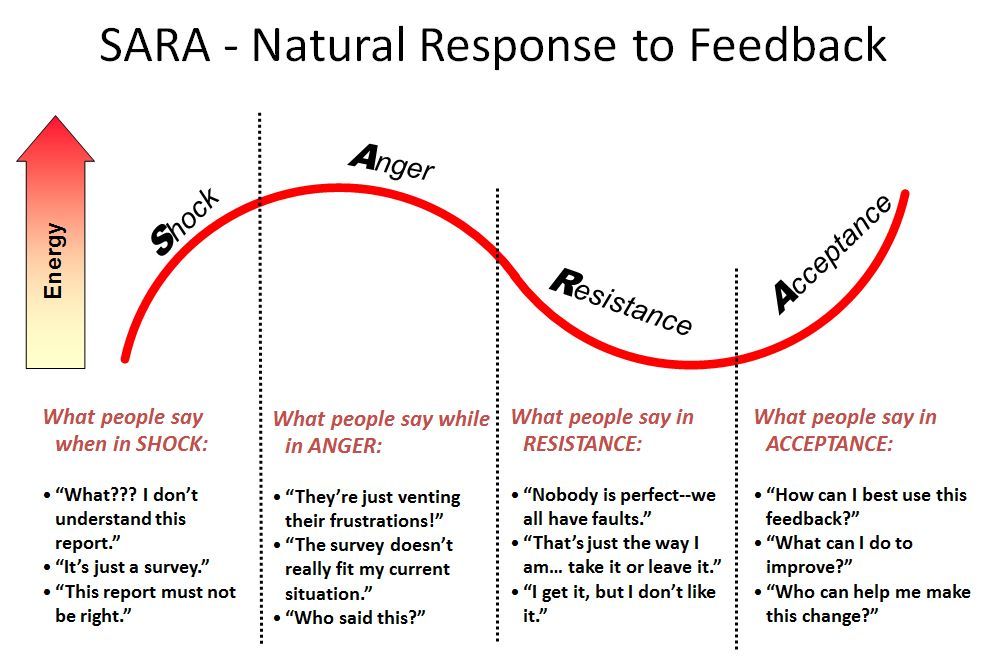 SARA - Natural Response to Feedback
Energy
Shock
Anger
Resistance
Acceptance
What people say
when in SHOCK:
• “What??? I don’t
understand this
report.”
• “It’s just a survey.”
• “This report must not
be right.”
What people say while
in ANGER:
• “They’re just venting
their frustrations!”
• “The survey doesn’t
really fit my current
situation.”
• “Who said this?”
What people say in
RESISTANCE:
• “Nobody is perfect--we
all have faults.”
• “That’s just the way I
am… take it or leave it.”
• “I get it, but I don’t like
it.”
What people say in
ACCEPTANCE:
• “How can I best use this
feedback?”
• “What can I do to
improve?”
• “Who can help me make
this change?”